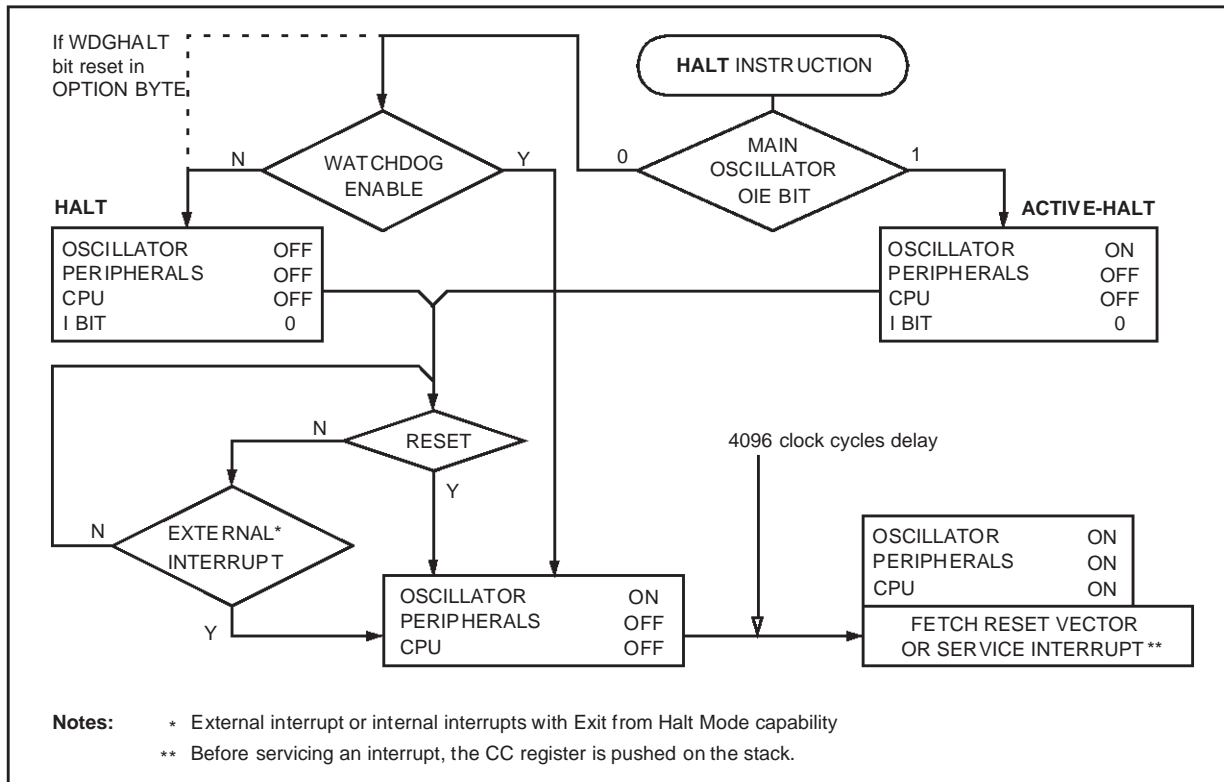 If WDGHALT
bit reset in
OPTION BYTE
HALT INSTRUCTION
N
WATCHDOG
ENABLE
Y
0
MAIN
OSCILLATOR
OIE BIT
1
HALT
ACTIVE-HALT
OSCILLATOR OFF
PERIPHERALS OFF
CPU OFF
I BIT 0
OSCILLATOR ON
PERIPHERALS OFF
CPU OFF
I BIT 0
N
RESET
Y
4096 clock cycles delay
N
EXTERNAL*
INTERRUPT
Y
OSCILLATOR ON
PERIPHERALS OFF
CPU OFF
OSCILLATOR ON
PERIPHERALS ON
CPU ON
FETCH RESET VECTOR
OR SERVICE INTERRUPT**
Notes: * External interrupt or internal interrupts with Exit from Halt Mode capability
** Before servicing an interrupt, the CC register is pushed on the stack.